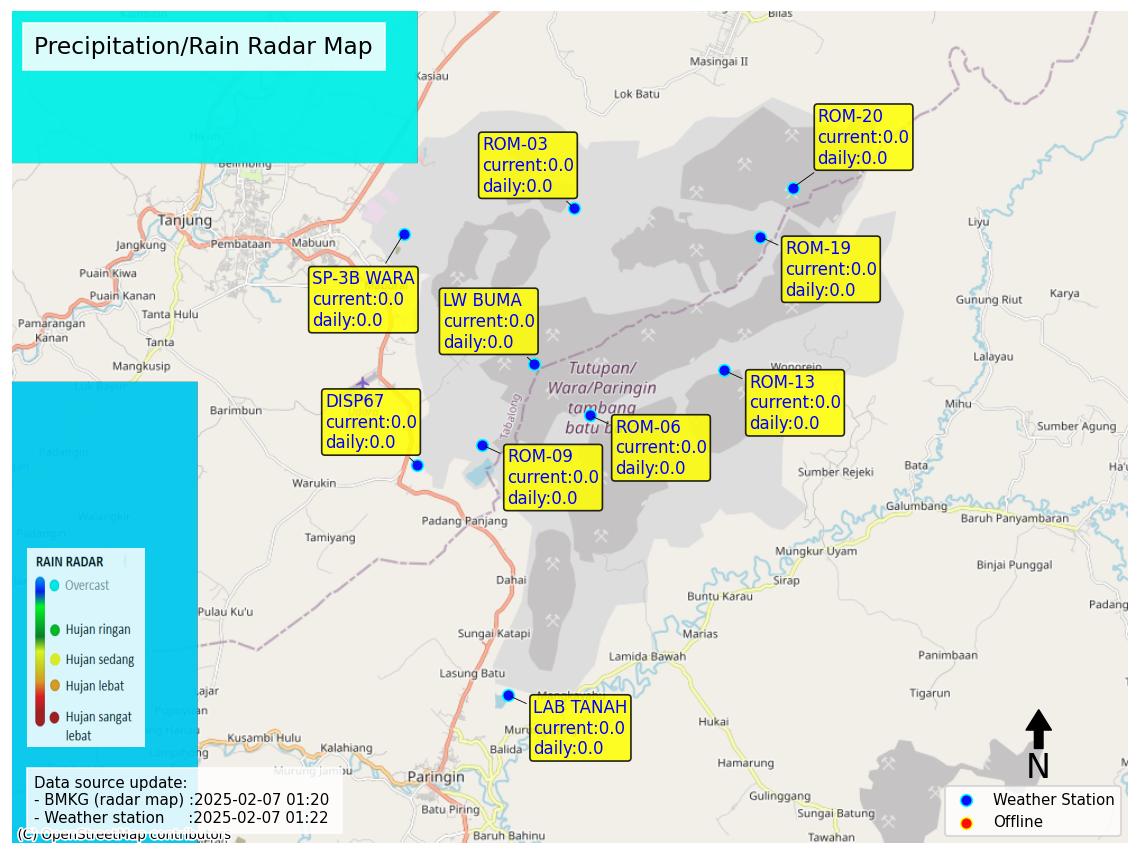 Precipitation/Rain Radar Map
Bilas
Masingai II
Kasiau
Lok Batu
Belimbing
Tanjung
Jangkung
Pembataan
Mabuun
Puain Kiwa
Puain Kanan
Tanta Hulu
Pamarangan
Kanan
Tanta
Mangkusip
Barimbun
Warukin
Tamiyang
Padang Panjang
Dahai
Pulau Ku'u
Sungai Katapi
Lasung Batu
Kusambi Hulu
Kalahiang
Murung Jambu
Paringin
Balida
Batu Piring
Baruh Bahinu
Liyu
Gunung Riut
Karya
Lalayau
Wonorejo
Mihu
Sumber Agung
Sumber Rejeki
Bata
Galumbang
Baruh Panyambaran
Mungkur Uyam
Binjai Punggal
Sirap
Buntu Karau
Padang
Marias
Lamida Bawah
Panimbaan
Tigarun
Hukai
Hamarung
Gulinggang
Sungai Batung
Tawahan
Tabalong
Tutupan/
Wara/Paringin
tambang
batu b
ROM-03
current:0.0
daily:0.0
ROM-20
current:0.0
daily:0.0
ROM-19
current:0.0
daily:0.0
SP-3B WARA
current:0.0
daily:0.0
LW BUMA
current:0.0
daily:0.0
ROM-13
current:0.0
daily:0.0
DISP67
current:0.0
daily:0.0
ROM-06
current:0.0
daily:0.0
ROM-09
current:0.0
daily:0.0
LAB TANAH
current:0.0
daily:0.0
RAIN RADAR
Overcast
Hujan ringan
Hujan sedang
Hujan lebat
Hujan sangat
lebat
Data source update:
- BMKG (radar map) :2025-02-07 01:20
- Weather station :2025-02-07 01:22
(C) OpenStreetMap contributors
N
Weather Station
Offline